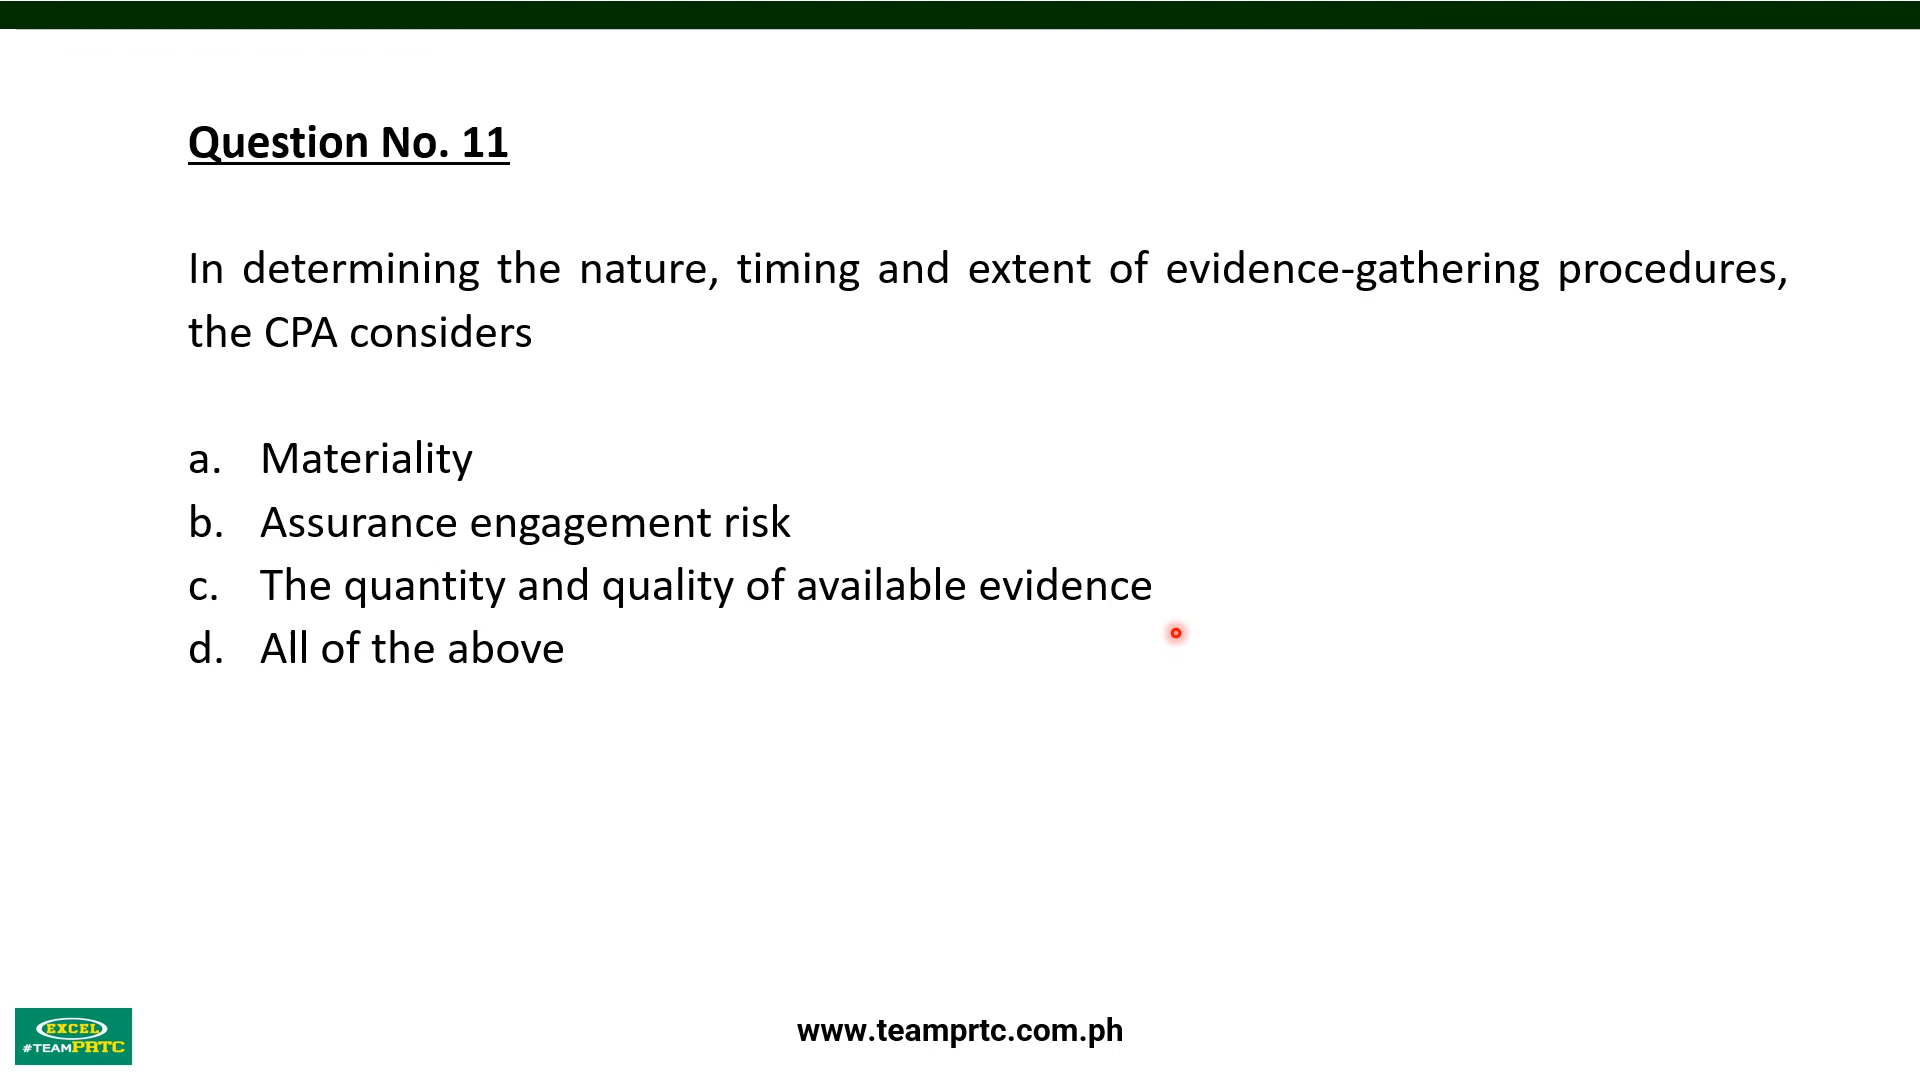 Question No. 11
In determining the nature, timing and extent of evidence-gathering procedures,
the CPA considers
a. Materiality
b. Assurance engagement risk
c. The quantity and quality of available evidence
d. All of the above
EXCEL
#TEAMPRTC
www.teamprtc.com.ph